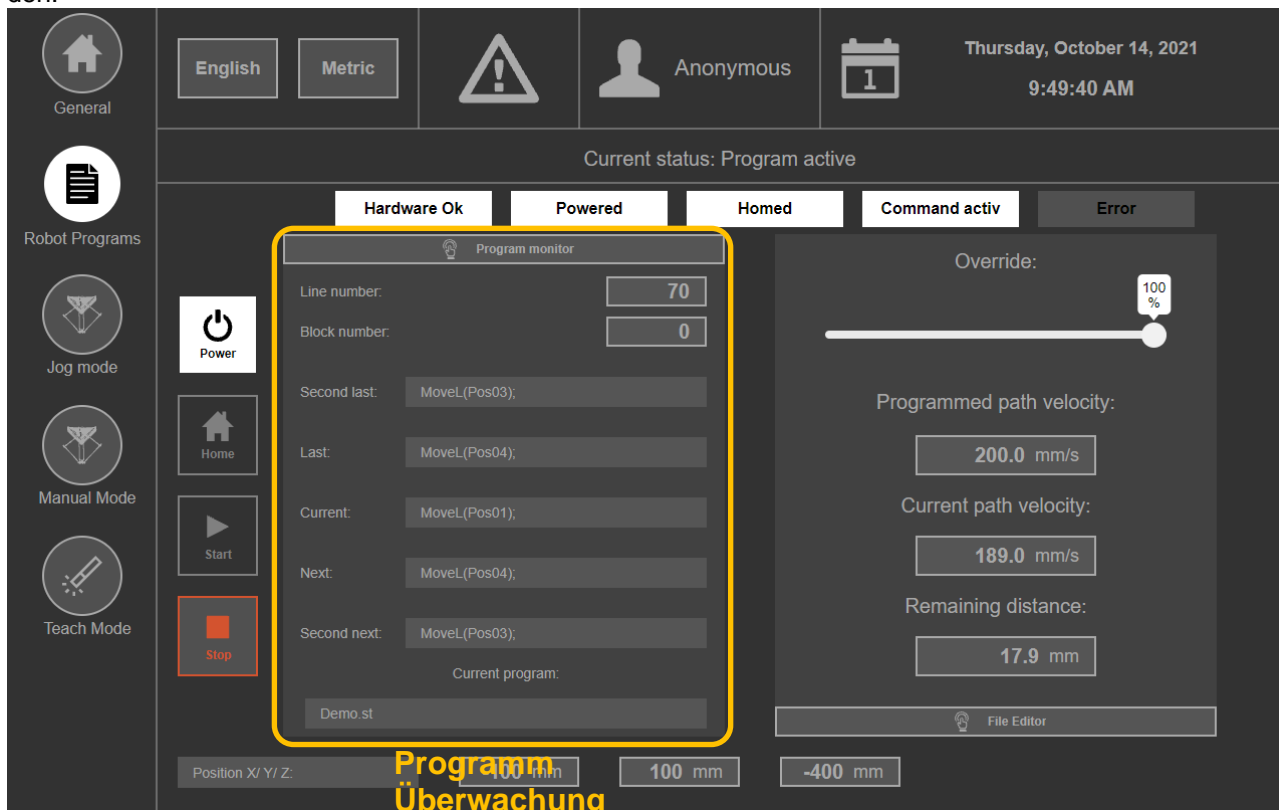 den.
General
English
Metric
Anonymous
1
Thursday, October 14, 2021
9:49:40 AM
Current status: Program active
Robot Programs
Hardware Ok
Powered
Homed
Command activ
Error
Program monitor
Line number:
70
Block number:
0
Second last:
MoveL(Pos03);
Last:
MoveL(Pos04);
Current:
MoveL(Pos01);
Next:
MoveL(Pos04);
Second next:
MoveL(Pos03);
Current program:
Demo.st
Override:
100
%
Programmed path velocity:
200.0 mm/s
Current path velocity:
189.0 mm/s
Remaining distance:
17.9 mm
File Editor
Jog mode
Manual Mode
Teach Mode
Power
Home
Start
Stop
Position X/ Y/ Z:
mm
100 mm
-400 mm
Programm
Überwachung